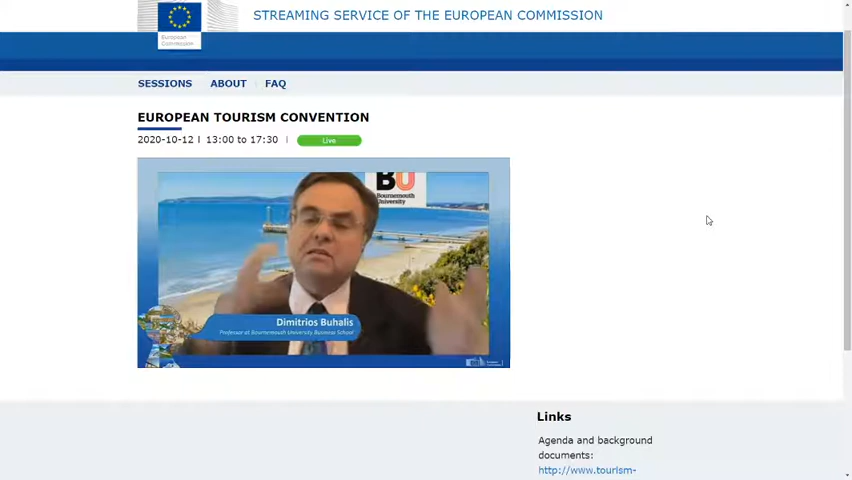 European
Commission
STREAMING SERVICE OF THE EUROPEAN COMMISSION
SESSIONS ABOUT FAQ
EUROPEAN TOURISM CONVENTION
2020-10-12 | 13:00 to 17:30 | Live
BU
Bournemouth
University
Dimitrios Buhalis
Professor at Bournemouth University Business School
Links
Agenda and background
documents:
http://www.tourism-